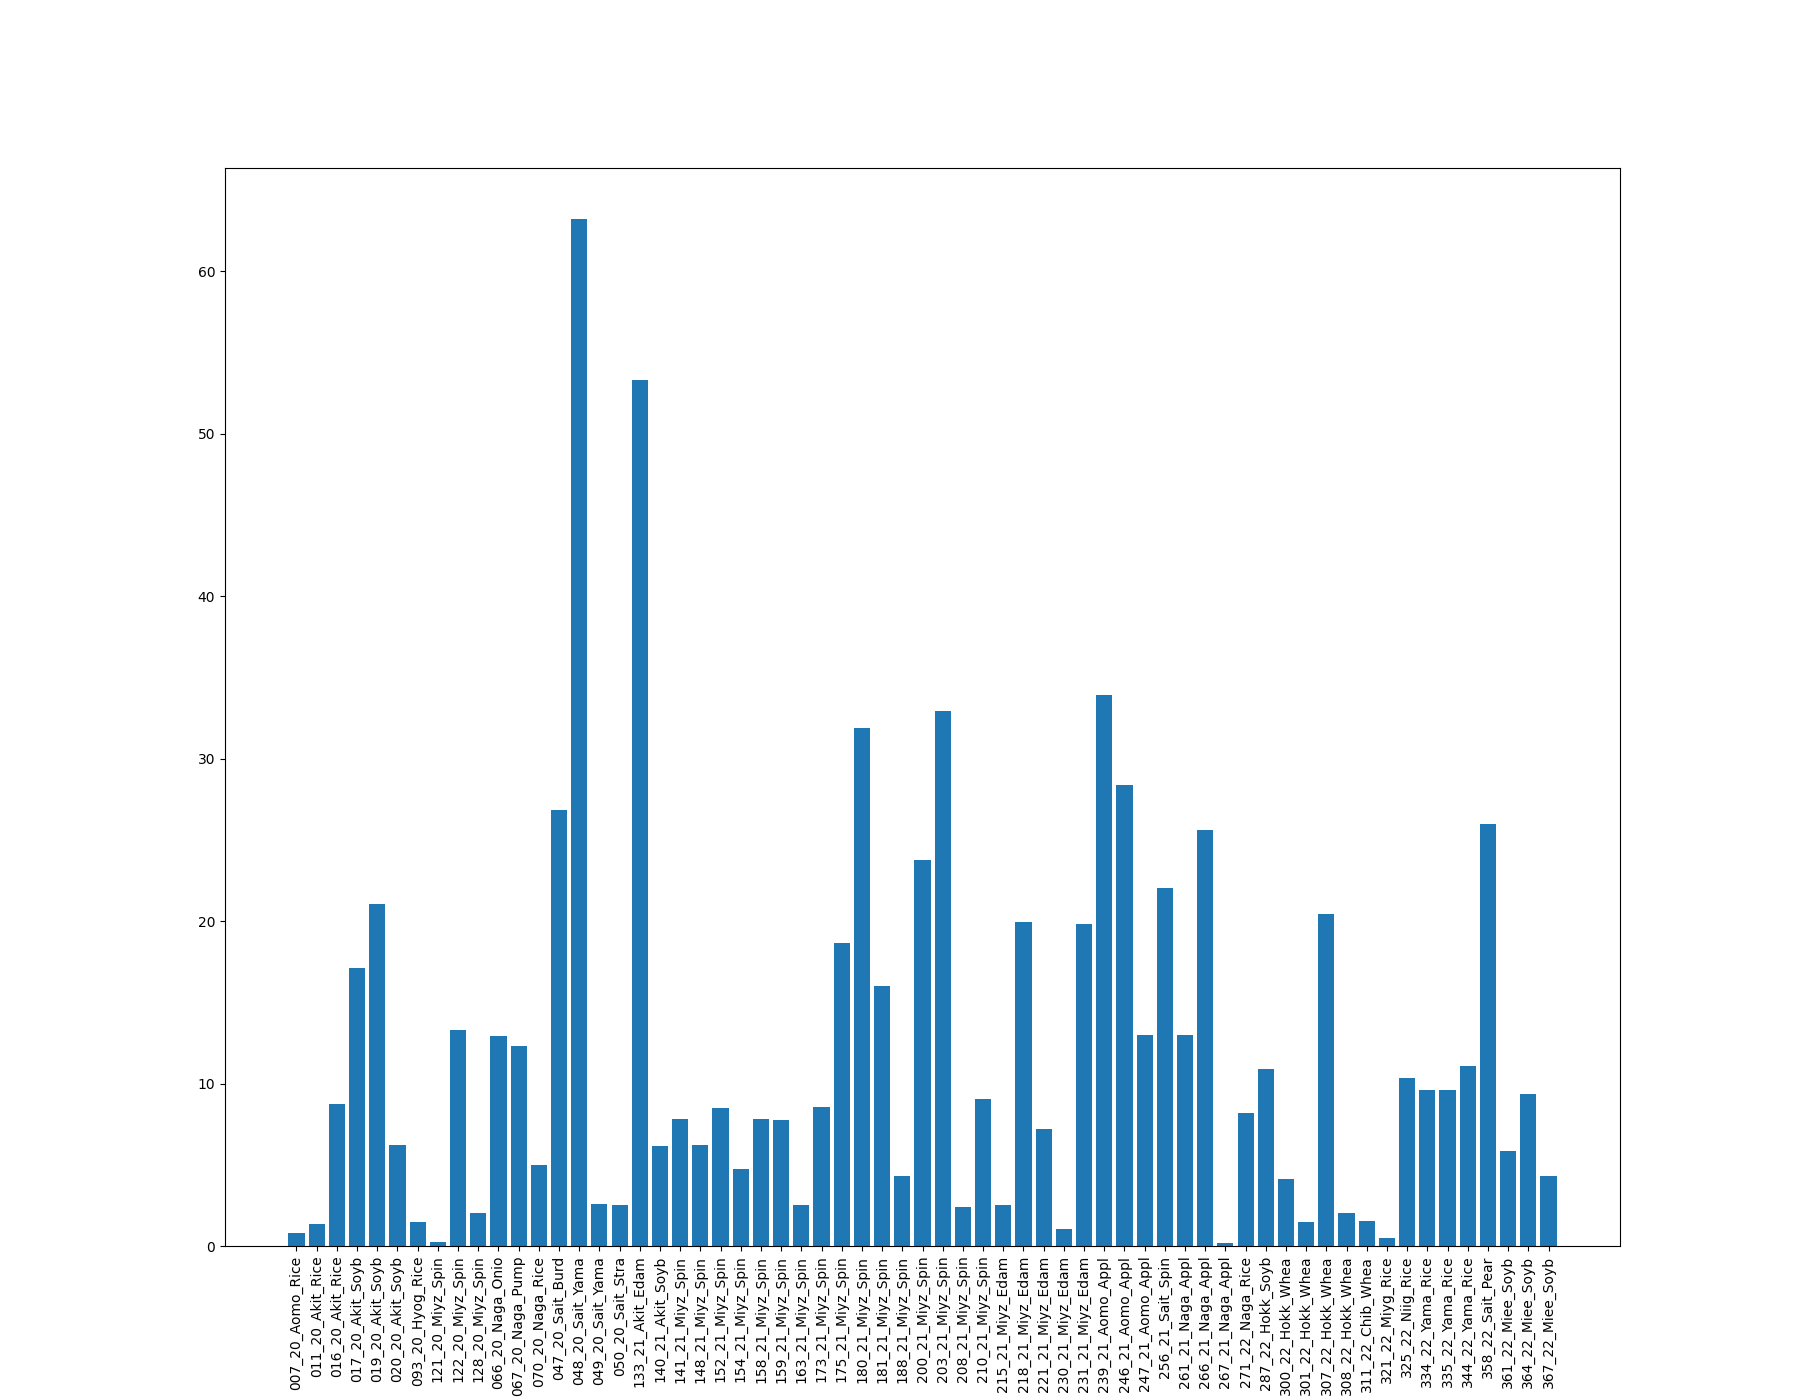 60
50
40
30
20
10
0
007_20_Aomo_Rice
011_20_Akit_Rice
016_20_Akit_Rice
017_20_Akit_Soyb
019_20_Akit_Soyb
020_20_Akit_Soyb
093_20_Hyog_Rice
121_20_Miyz_Spin
122_20_Miyz_Spin
128_20_Miyz_Spin
066_20_Naga_Onio
067_20_Naga_Pump
070_20_Naga_Rice
047_20_Sait_Burd
048_20_Sait_Yama
049_20_Sait_Yama
050_20_Sait_Stra
133_21_Akit_Edam
140_21_Akit_Soyb
141_21_Miyz_Spin
148_21_Miyz_Spin
152_21_Miyz_Spin
154_21_Miyz_Spin
158_21_Miyz_Spin
159_21_Miyz_Spin
163_21_Miyz_Spin
173_21_Miyz_Spin
175_21_Miyz_Spin
180_21_Miyz_Spin
181_21_Miyz_Spin
188_21_Miyz_Spin
200_21_Miyz_Spin
203_21_Miyz_Spin
208_21_Miyz_Spin
210_21_Miyz_Spin
215_21_Miyz_Edam
218_21_Miyz_Edam
221_21_Miyz_Edam
230_21_Miyz_Edam
231_21_Miyz_Edam
239_21_Aomo_Appl
246_21_Aomo_Appl
247_21_Aomo_Appl
256_21_Sait_Spin
261_21_Naga_Appl
266_21_Naga_Appl
267_21_Naga_Appl
271_22_Naga_Rice
287_22_Hokk_Soyb
300_22_Hokk_Whea
301_22_Hokk_Whea
307_22_Hokk_Whea
308_22_Hokk_Whea
311_22_Chib_Whea
321_22_Miyg_Rice
325_22_Niig_Rice
334_22_Yama_Rice
335_22_Yama_Rice
344_22_Yama_Rice
358_22_Sait_Pear
361_22_Miee_Soyb
364_22_Miee_Soyb
367_22_Miee_Soyb